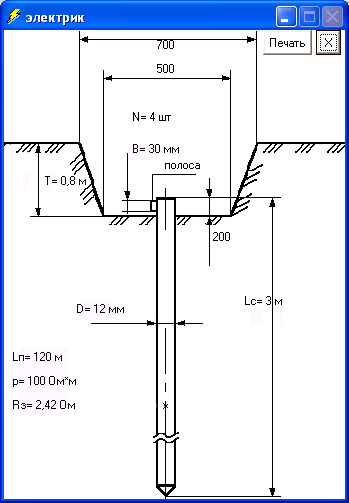 электрик
700
Печать
X
500
N= 4 шт
B= 30 мм
полоса
T= 0,8 м
200
Lc= 3 м
D= 12 мм
Lп= 120 м
p= 100 Ом*м
Rз= 2,42 Ом